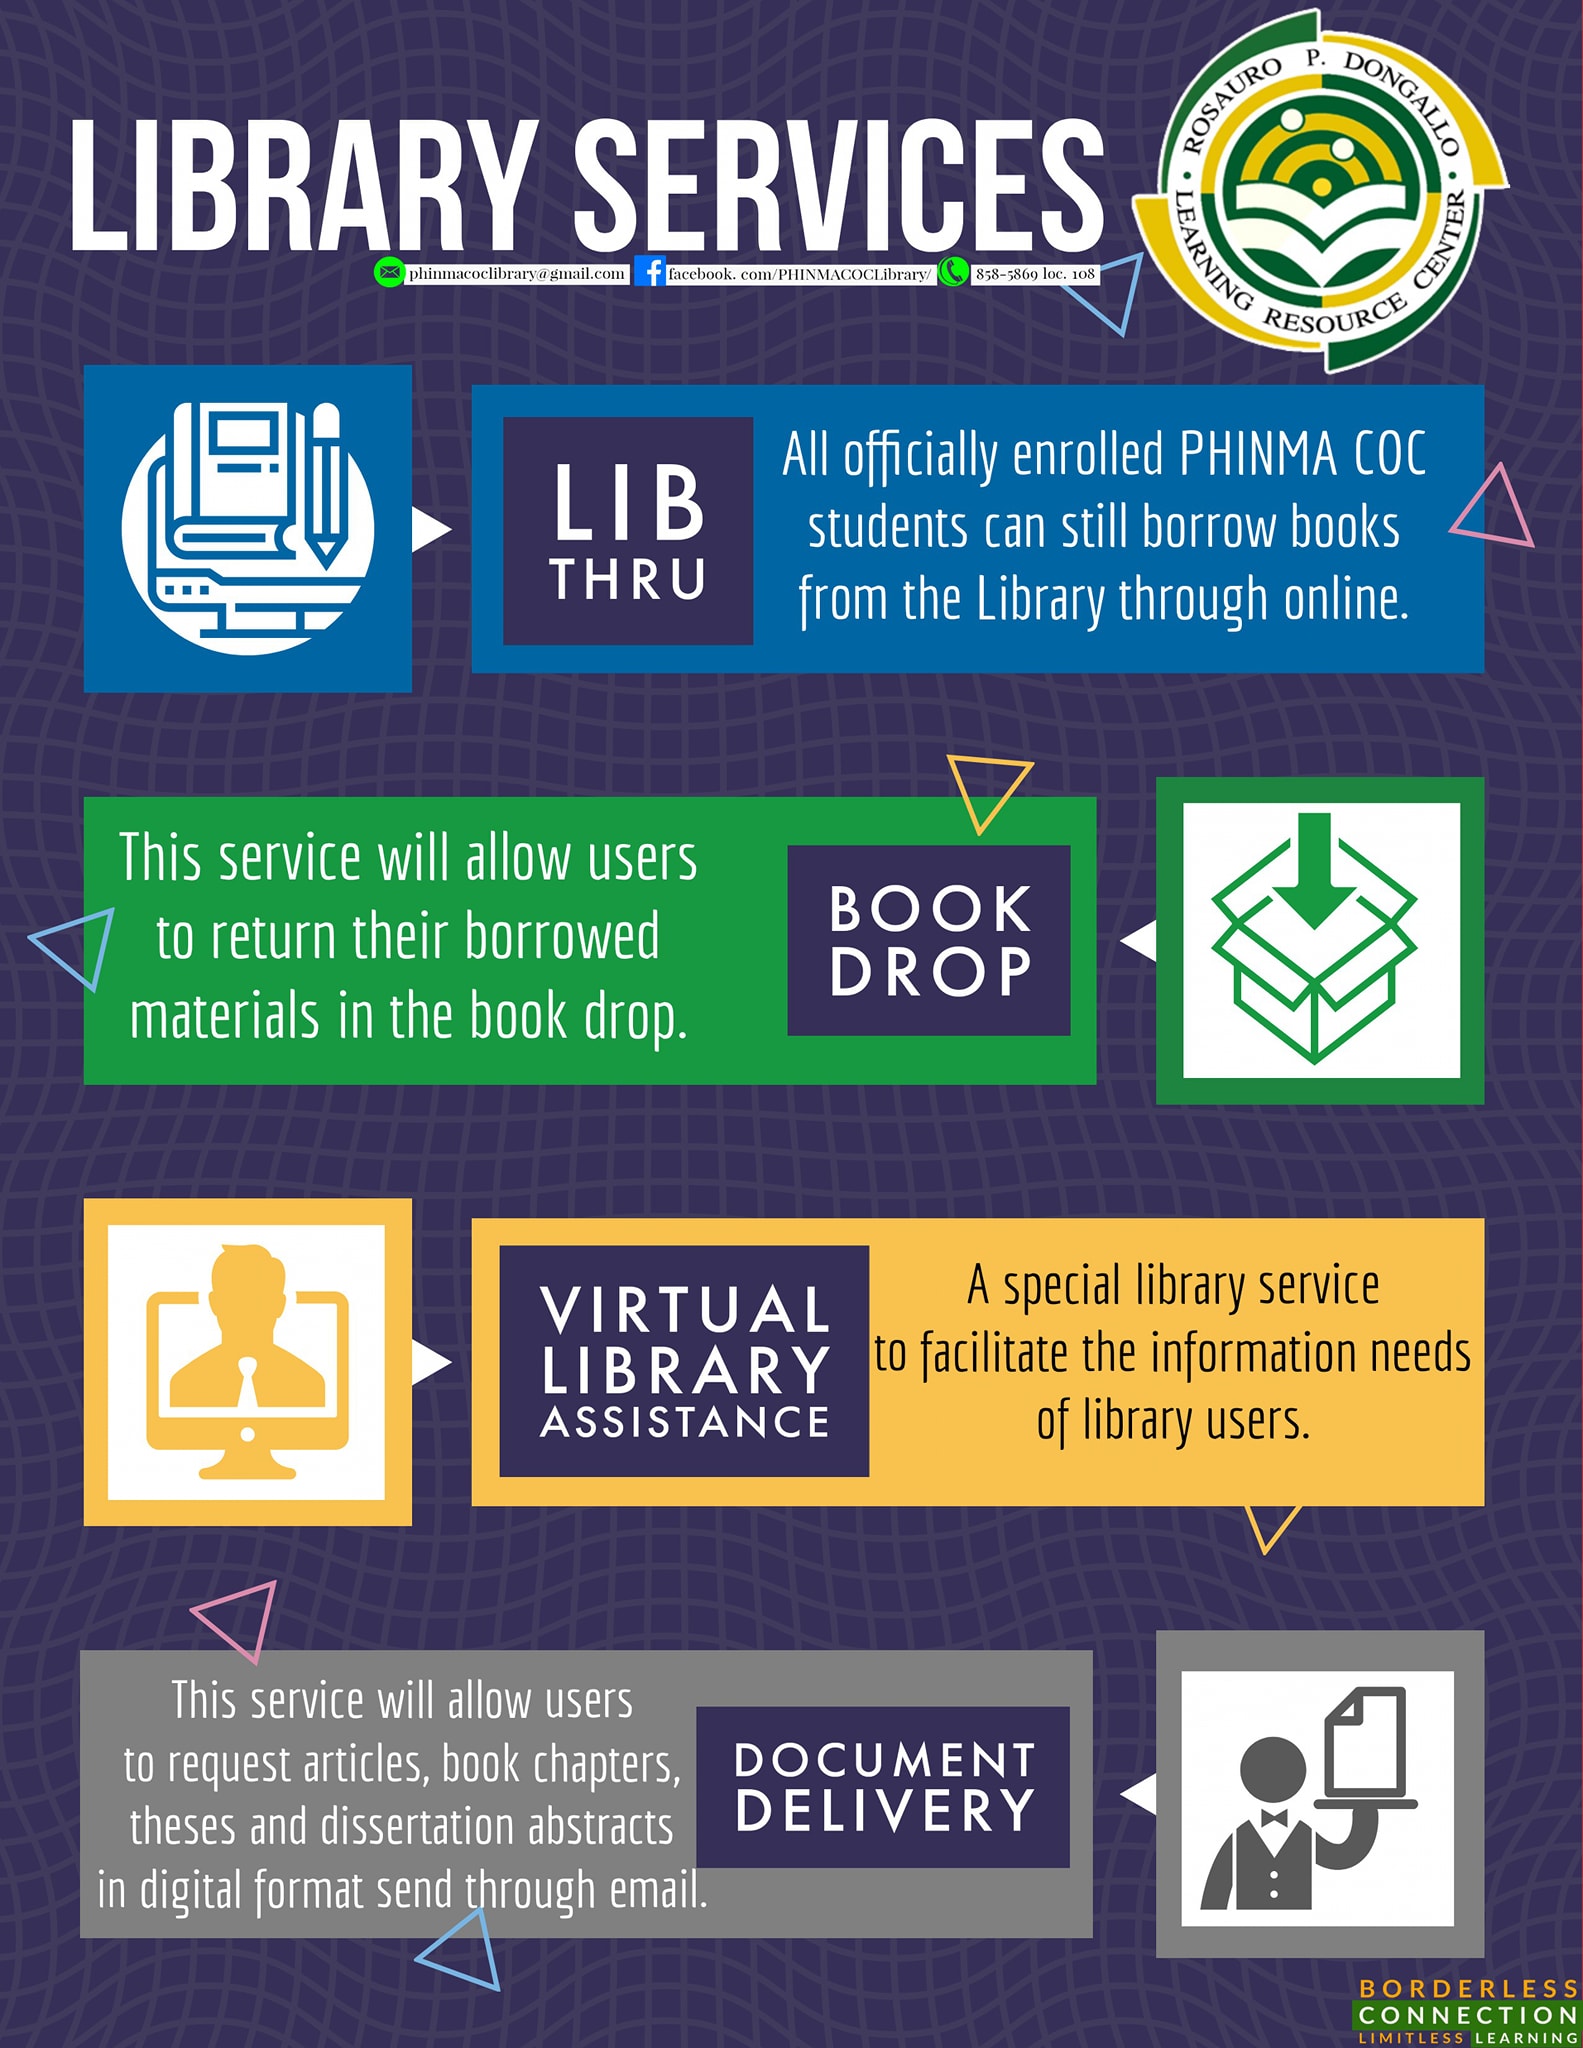 LIBRARY SERVICES
ROSAURO P. DONGALLO
• LEARNING RESOURCE CENTER •
phinmacoclibrary@gmail.com
facebook. com/PHINMACOCLibrary/
858-5869 loc. 108
LIB
THRU
All officially enrolled PHINMA COC
students can still borrow books
from the Library through online.
This service will allow users
to return their borrowed
materials in the book drop.
BOOK
DROP
VIRTUAL
LIBRARY
ASSISTANCE
A special library service
to facilitate the information needs
of library users.
This service will allow users
to request articles, book chapters,
theses and dissertation abstracts
in digital format send through email.
DOCUMENT
DELIVERY
BORDERLESS
CONNECTION
LIMITLESS LEARNING